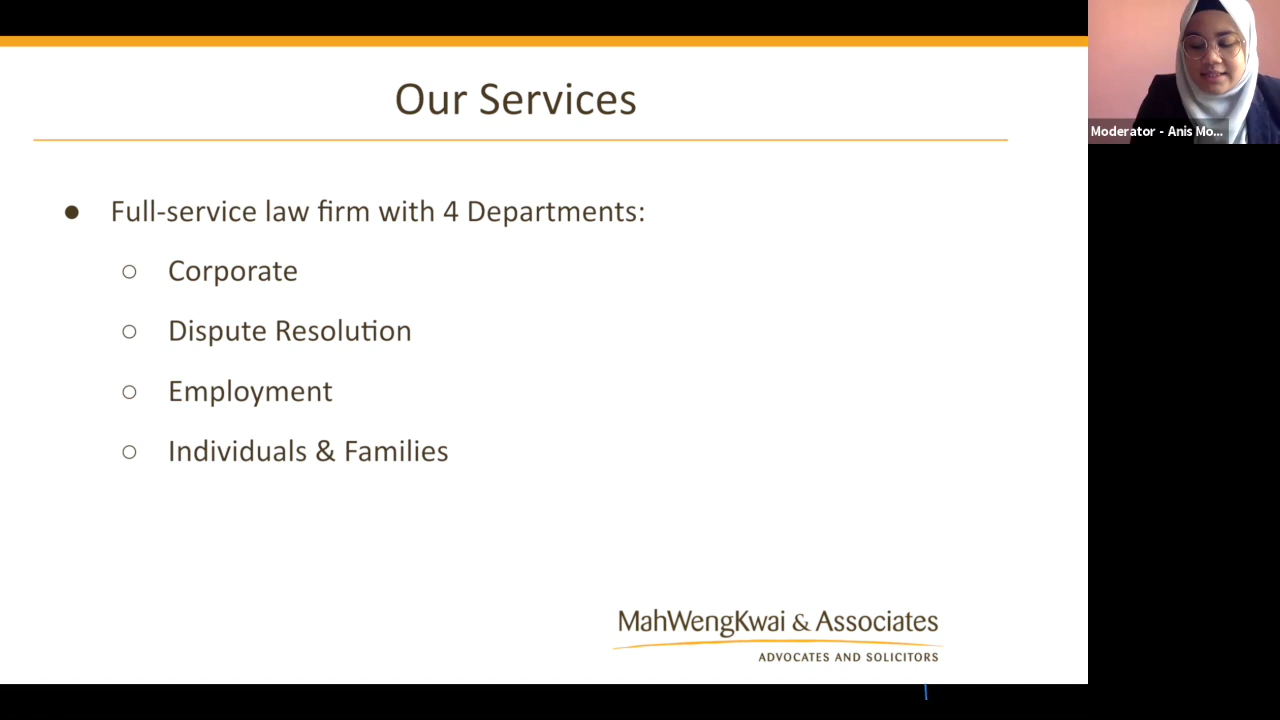 Our Services
● Full-service law firm with 4 Departments:
○ Corporate
○ Dispute Resolution
○ Employment
○ Individuals & Families
MahWengKwai & Associates
ADVOCATES AND SOLICITORS
Moderator - Anis Mo...